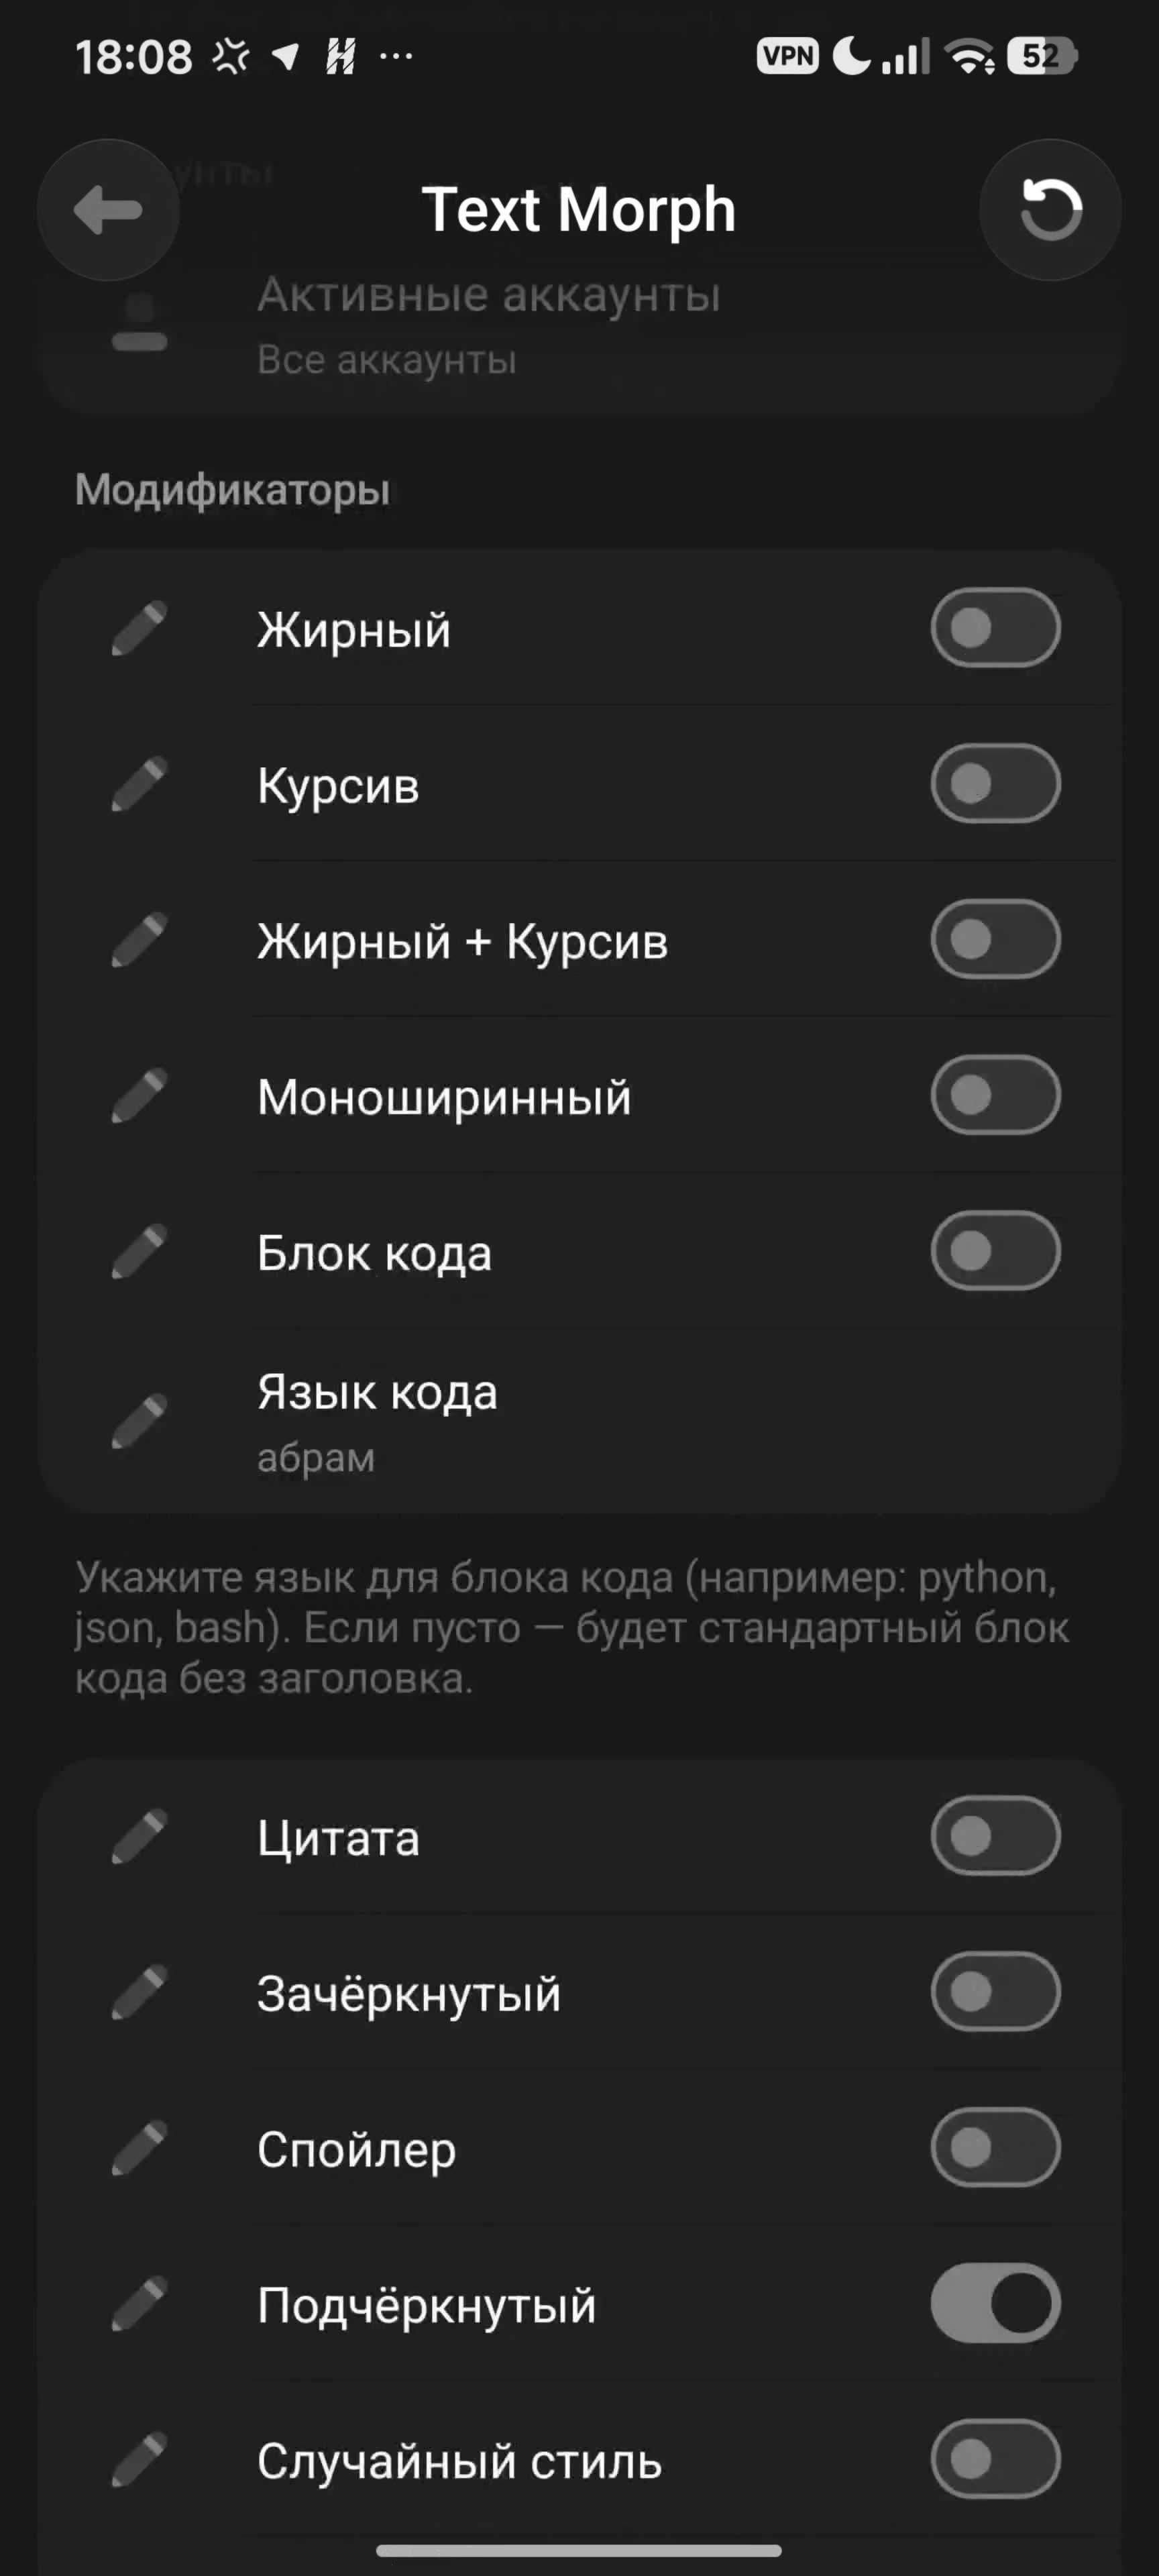 18:08 ... VPN 52
унты
Text Morph
Активные аккаунты
Все аккаунты
Модификаторы
Жирный
Курсив
Жирный + Курсив
Моноширинный
Блок кода
Язык кода
абрам
Укажите язык для блока кода (например: python,
json, bash). Если пусто — будет стандартный блок
кода без заголовка.
Цитата
Зачёркнутый
Спойлер
Подчёркнутый
Случайный стиль